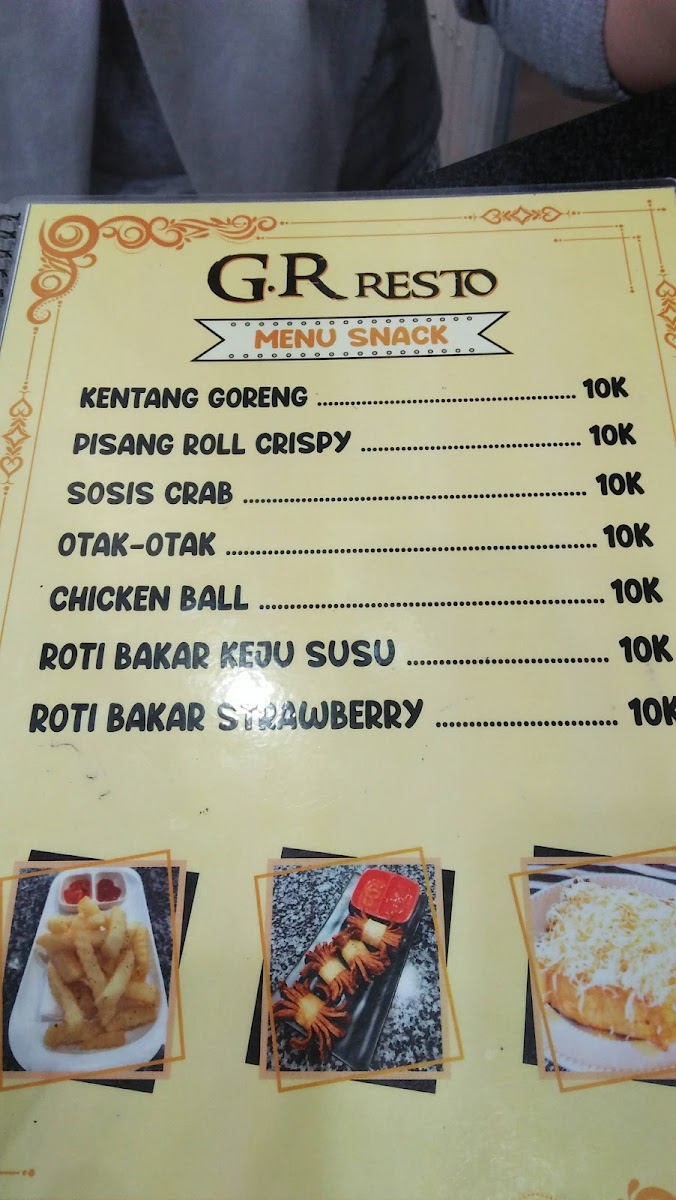 G.R RESTO
MENU SNACK
KENTANG GORENG ........................................ 10K
PISANG ROLL CRISPY ........................................ 10K
SOSIS CRAB ........................................ 10K
OTAK-OTAK ........................................ 10K
CHICKEN BALL ........................................ 10K
ROTI BAKAR KEJU SUSU ........................................ 10K
ROTI BAKAR STRAWBERRY ........................................ 10K